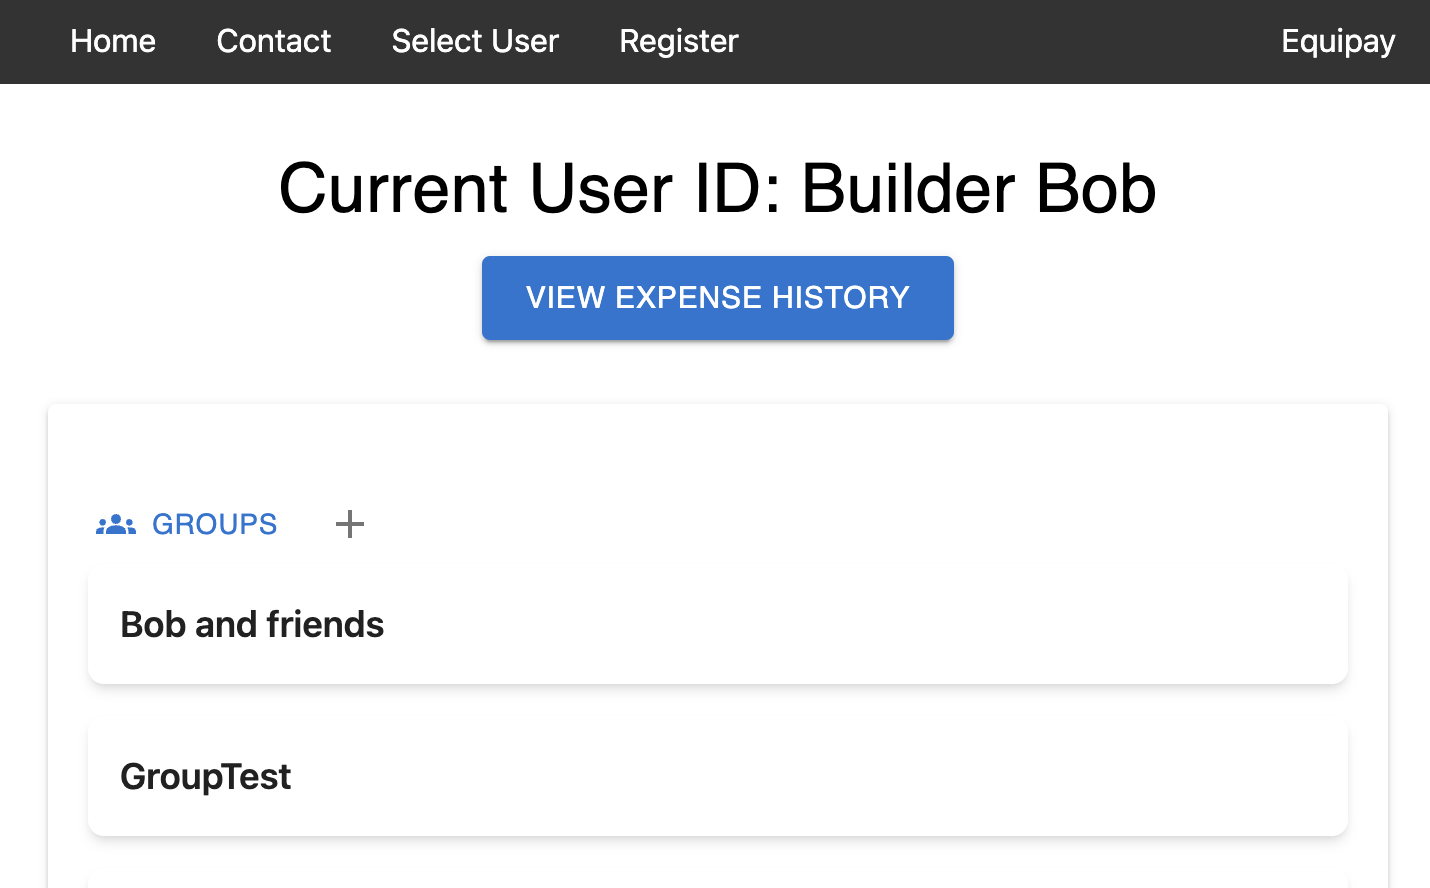 Home Contact Select User Register Equipay
Current User ID: Builder Bob
VIEW EXPENSE HISTORY
GROUPS
Bob and friends
GroupTest